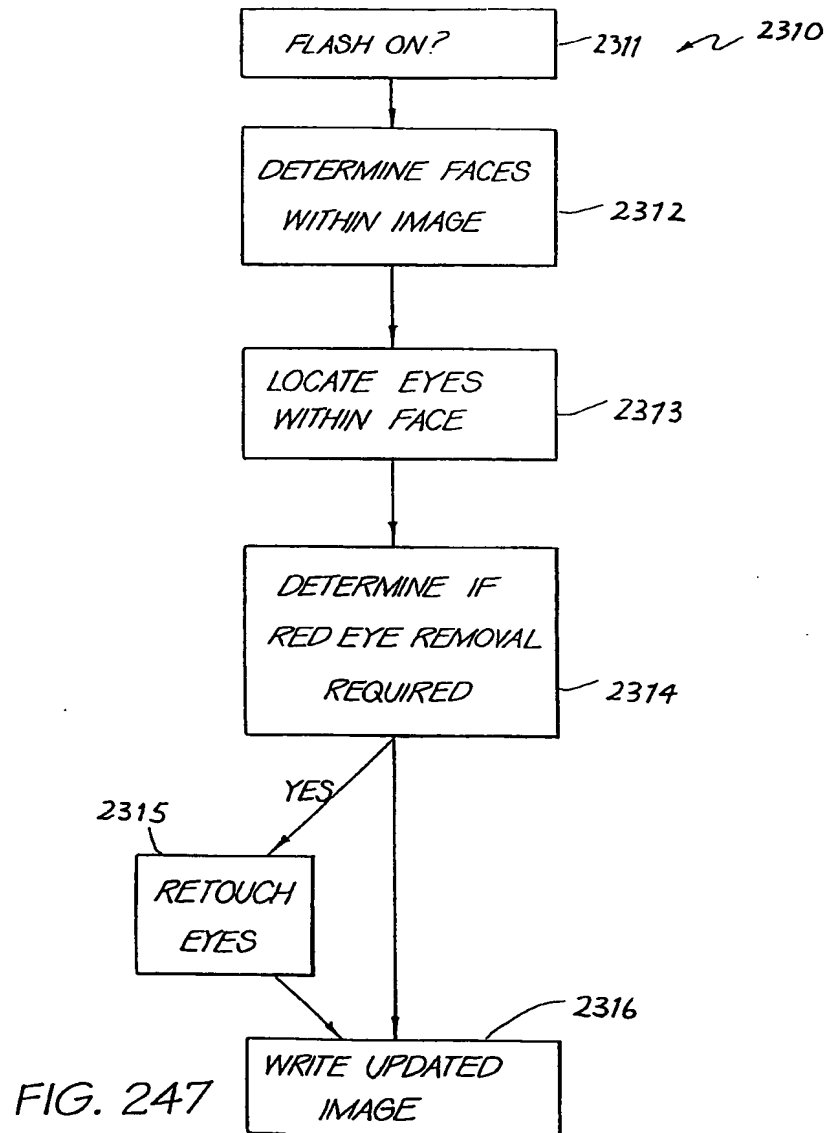 FLASH ON?
2311
2310
DETERMINE FACES
WITHIN IMAGE
2312
LOCATE EYES
WITHIN FACE
2313
DETERMINE IF
RED EYE REMOVAL
REQUIRED
2314
YES
2315
RETOUCH
EYES
2316
WRITE UPDATED
IMAGE
FIG. 247